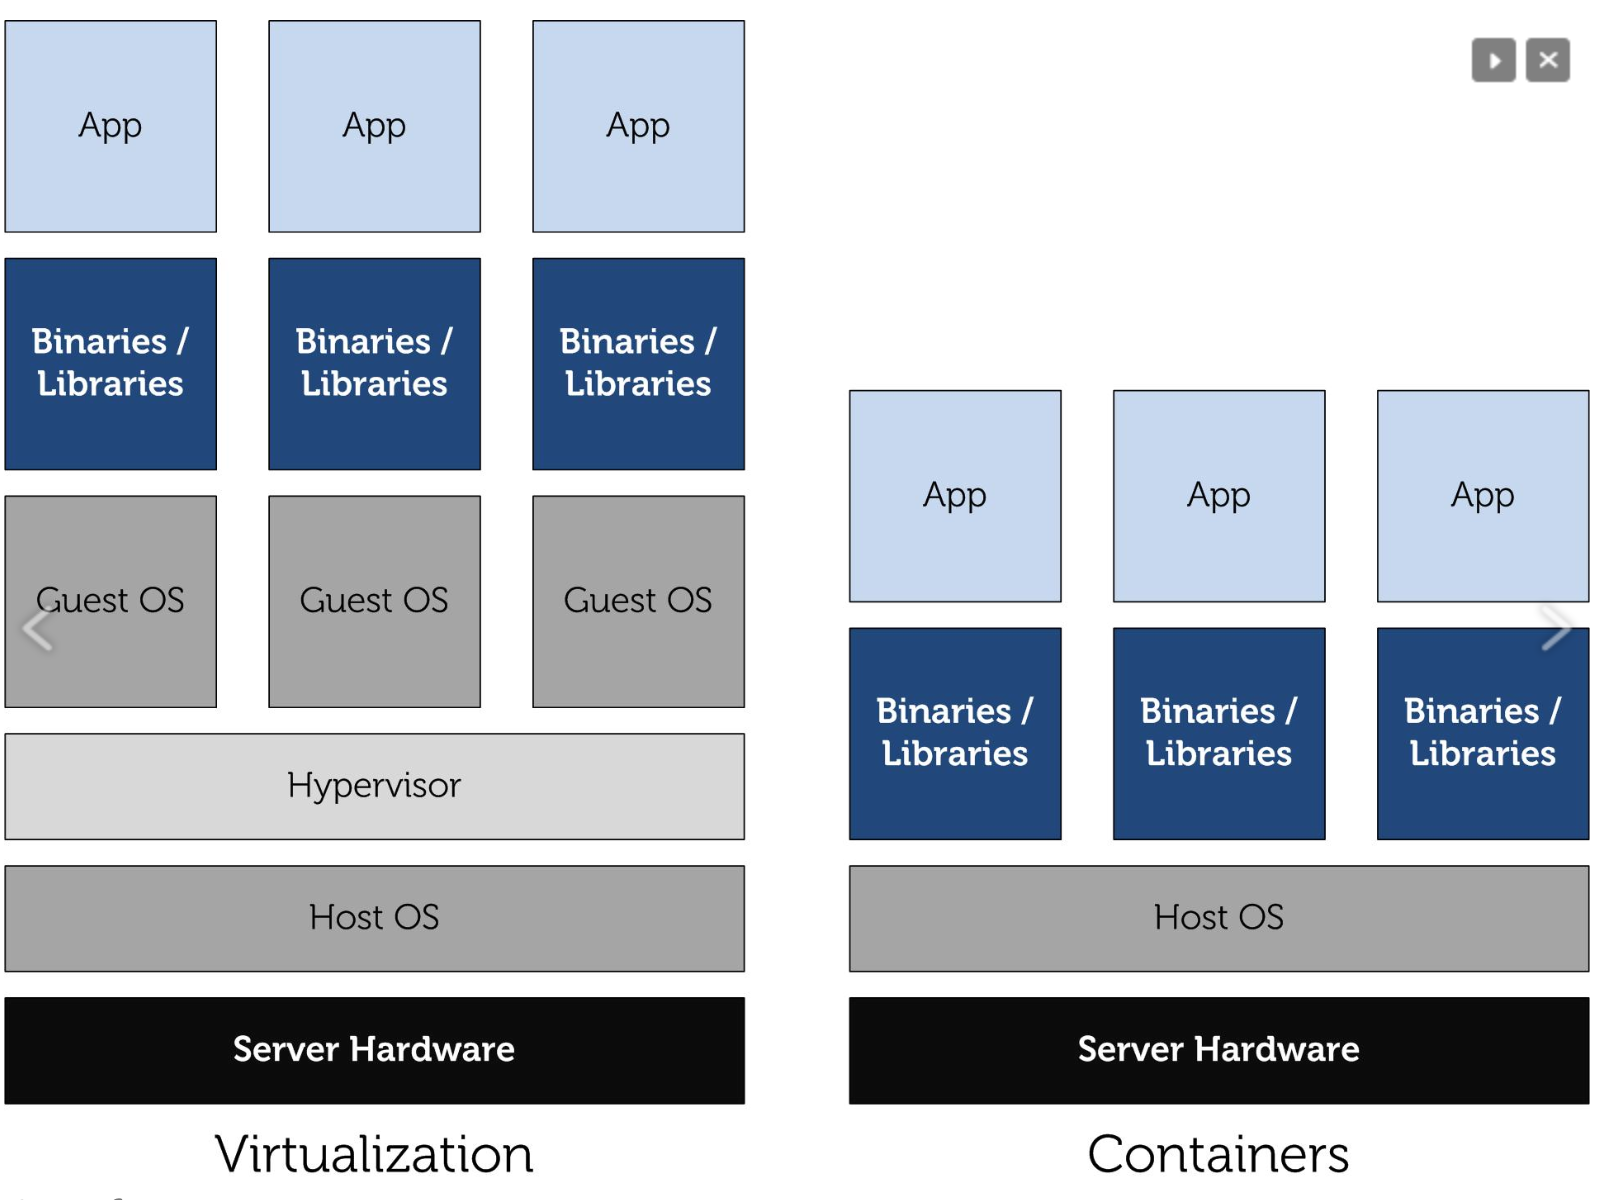 App
App
App
Binaries /
Libraries
Binaries /
Libraries
Binaries /
Libraries
Guest OS
Guest OS
Guest OS
Hypervisor
Host OS
Server Hardware
Virtualization
App
App
App
Binaries /
Libraries
Binaries /
Libraries
Binaries /
Libraries
Host OS
Server Hardware
Containers